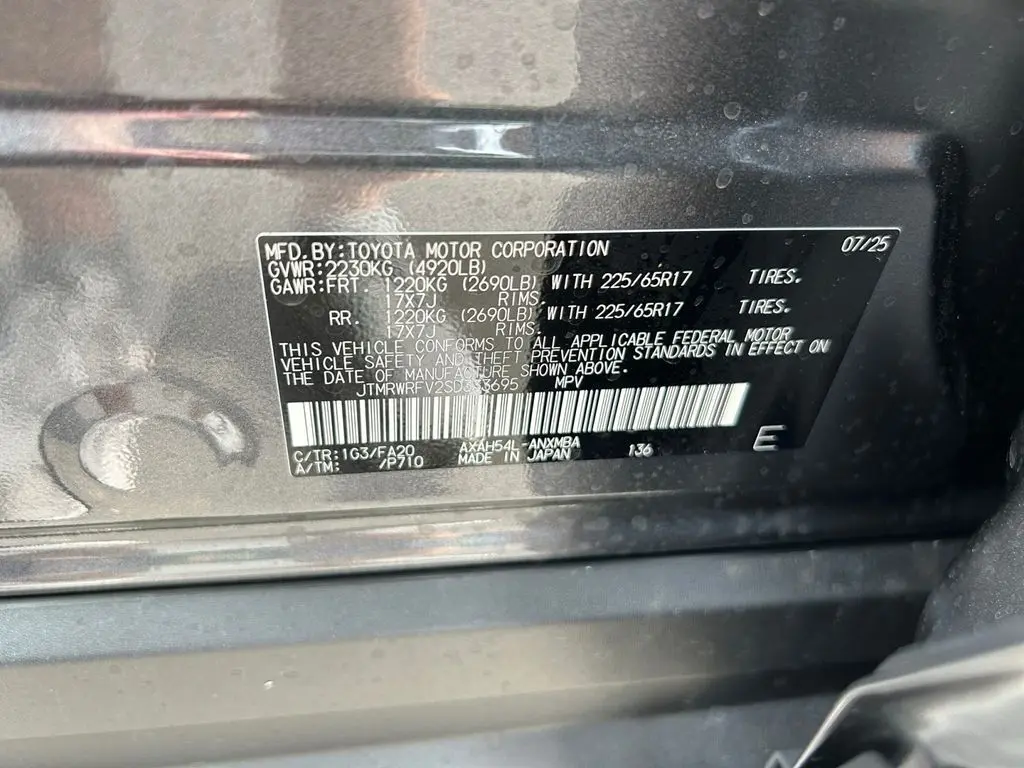 MFD. BY: TOYOTA MOTOR CORPORATION 07/25
GVWR: 2230KG (4920LB)
GAWR: FRT. 1220KG (2690LB) WITH 225/65R17 TIRES.
17X7J RIMS.
RR. 1220KG (2690LB) WITH 225/65R17 TIRES.
17X7J RIMS.
THIS VEHICLE CONFORMS TO ALL APPLICABLE FEDERAL MOTOR
VEHICLE SAFETY AND THEFT PREVENTION STANDARDS IN EFFECT ON
THE DATE OF MANUFACTURE SHOWN ABOVE.
JTMRWRFV2SD333695 MPV
C/TR: 1G3/FA20 AXAH54L-ANXMBA 136 E
A/TM: /P710 MADE IN JAPAN